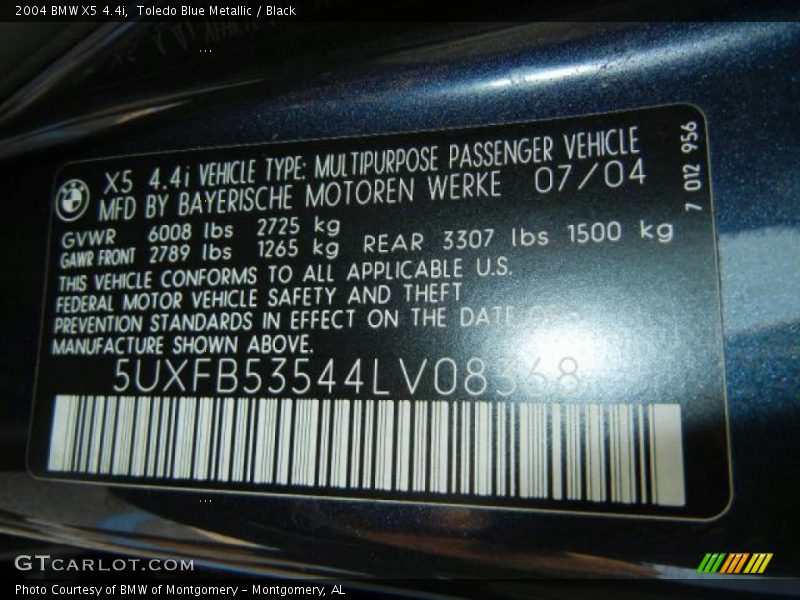 2004 BMW X5 4.4i, Toledo Blue Metallic / Black
X5 4.4i VEHICLE TYPE: MULTIPURPOSE PASSENGER VEHICLE
MFD BY BAYERISCHE MOTOREN WERKE 07/04
GVWR 6008 lbs 2725 kg
GAWR FRONT 2789 lbs 1265 kg REAR 3307 lbs 1500 kg
THIS VEHICLE CONFORMS TO ALL APPLICABLE U.S.
FEDERAL MOTOR VEHICLE SAFETY AND THEFT
PREVENTION STANDARDS IN EFFECT ON THE DATE OF
MANUFACTURE SHOWN ABOVE.
7 012 956
GTCARLOT.COM
Photo Courtesy of BMW of Montgomery - Montgomery, AL